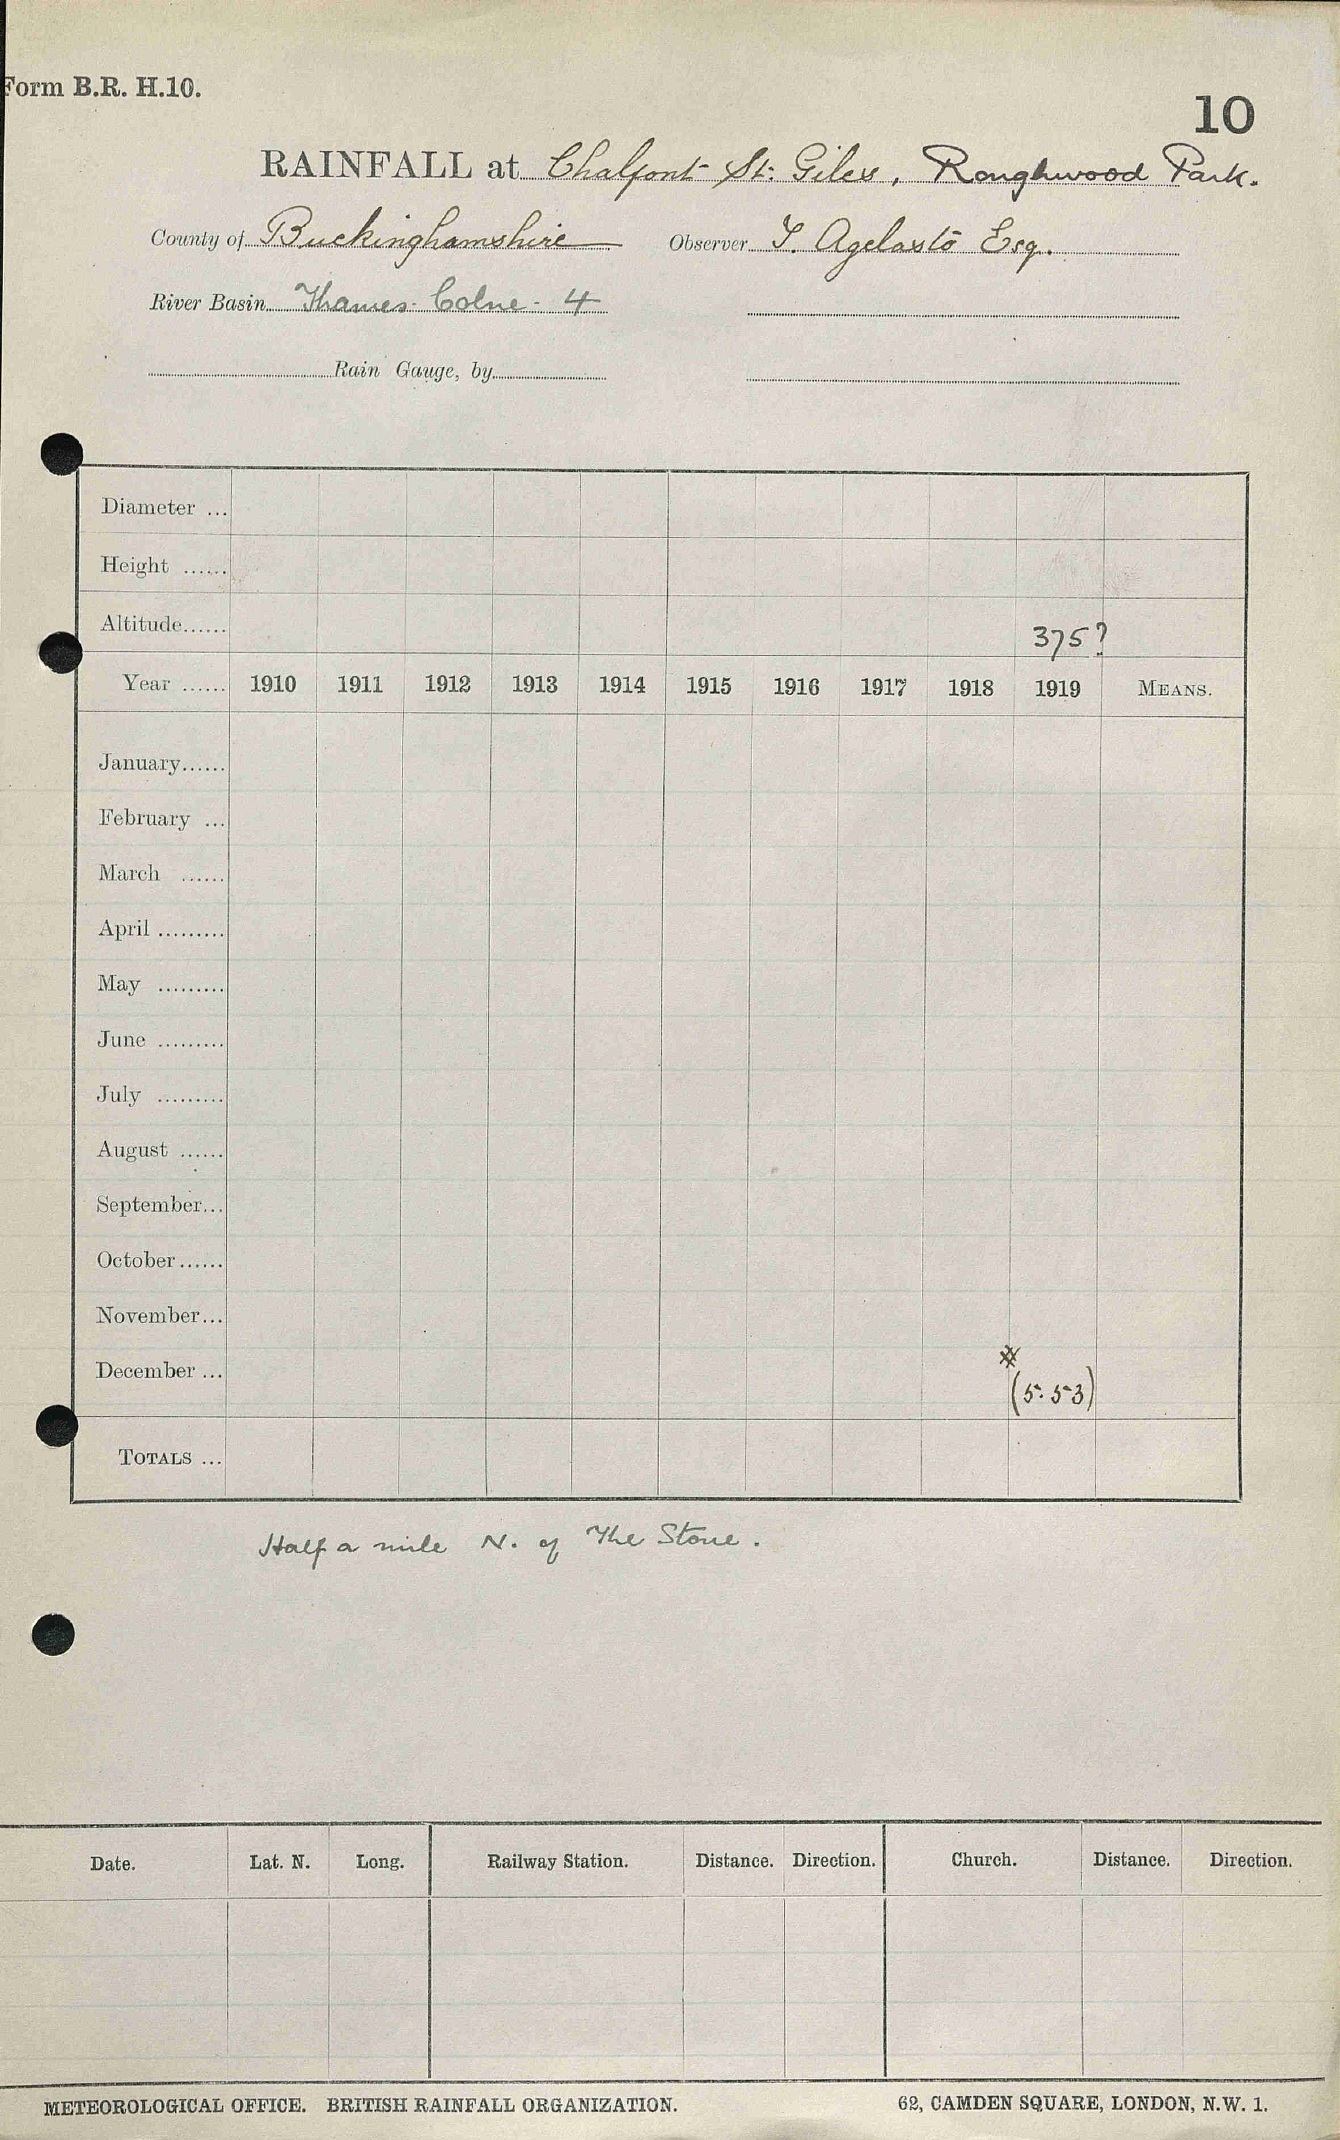 Form B.R. H.10.
10
RAINFALL at Chalfont St. Giles, Roughwood Park.
County of Buckinghamshire Observer T. Agelasto Esq.
River Basin Thames - Colne - 4
Rain Gauge, by
Diameter ...
Height ......
Altitude...... 375?
Year ...... 1910 1911 1912 1913 1914 1915 1916 1917 1918 1919 MEANS.
January......
February ...
March ......
April .........
May .........
June .........
July .........
August ......
September...
October......
November...
December ... (5.53)
TOTALS ...
Half a mile N. of The Stone.
Date. Lat. N. Long. Railway Station. Distance. Direction. Church. Distance. Direction.
METEOROLOGICAL OFFICE. BRITISH RAINFALL ORGANIZATION. 62, CAMDEN SQUARE, LONDON, N.W. 1.